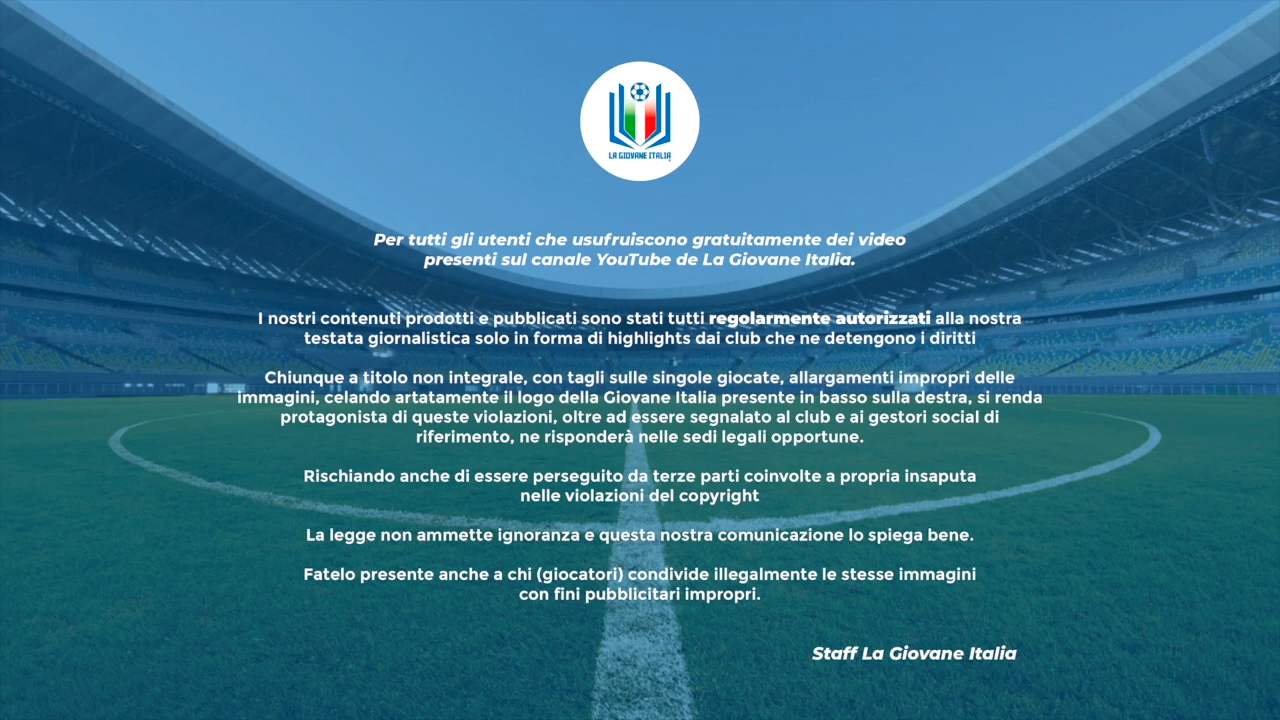 LA GIOVANE ITALIA
Per tutti gli utenti che usufruiscono gratuitamente dei video
presenti sul canale YouTube de La Giovane Italia.
I nostri contenuti prodotti e pubblicati sono stati tutti regolarmente autorizzati alla nostra
testata giornalistica solo in forma di highlights dai club che ne detengono i diritti
Chiunque a titolo non integrale, con tagli sulle singole giocate, allargamenti impropri delle
immagini, celando artatamente il logo della Giovane Italia presente in basso sulla destra, si renda
protagonista di queste violazioni, oltre ad essere segnalato al club e ai gestori social di
riferimento, ne risponderà nelle sedi legali opportune.
Rischiando anche di essere perseguito da terze parti coinvolte a propria insaputa
nelle violazioni del copyright
La legge non ammette ignoranza e questa nostra comunicazione lo spiega bene.
Fatelo presente anche a chi (giocatori) condivide illegalmente le stesse immagini
con fini pubblicitari impropri.
Staff La Giovane Italia